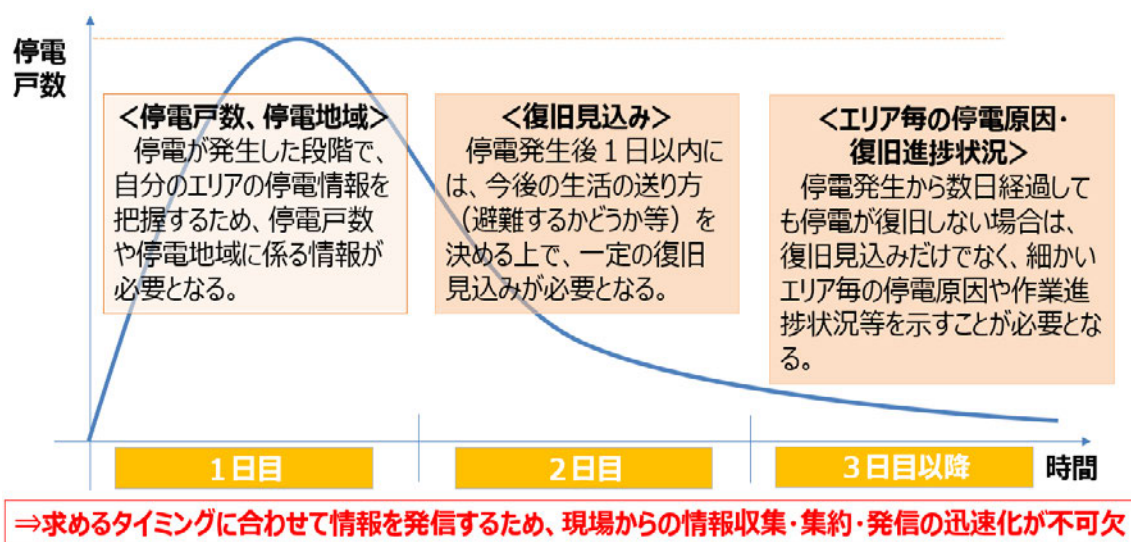 停電
戸数
＜停電戸数、停電地域＞
停電が発生した段階で、
自分のエリアの停電情報を
把握するため、停電戸数
や停電地域に係る情報が
必要となる。
＜復旧見込み＞
停電発生後１日以内に
は、今後の生活の送り方
（避難するかどうか等）を
決める上で、一定の復旧
見込みが必要となる。
＜エリア毎の停電原因・
復旧進捗状況＞
停電発生から数日経過して
も停電が復旧しない場合は、
復旧見込みだけでなく、細かい
エリア毎の停電原因や作業進
捗状況等を示すことが必要とな
る。
１日目
２日目
３日目以降
時間
⇒求めるタイミングに合わせて情報を発信するため、現場からの情報収集・集約・発信の迅速化が不可欠